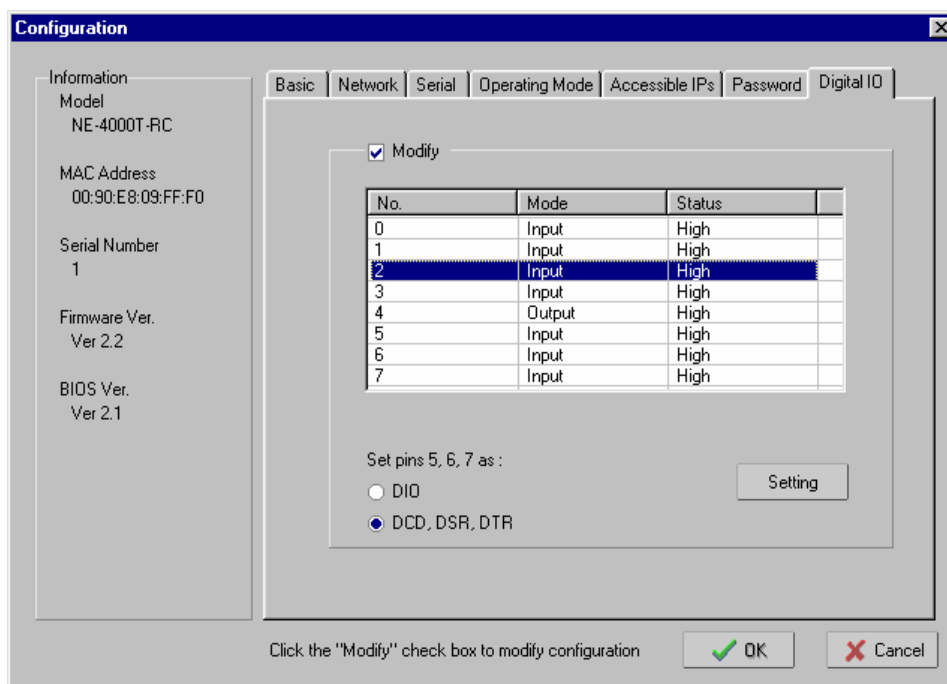 Configuration
Information
Model
NE-4000T-RC
MAC Address
00:90:E8:09:FF:F0
Serial Number
1
Firmware Ver.
Ver 2.2
BIOS Ver.
Ver 2.1
Basic Network Serial Operating Mode Accessible IPs Password Digital IO
Modify
No. Mode Status
0 Input High
1 Input High
2 Input High
3 Input High
4 Output High
5 Input High
6 Input High
7 Input High
Set pins 5, 6, 7 as :
DIO
DCD, DSR, DTR
Setting
Click the "Modify" check box to modify configuration
OK
Cancel